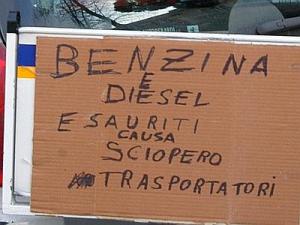 BENZINA
E
DIESEL
ESAURITI
CAUSA
SCIOPERO
TRASPORTATORI